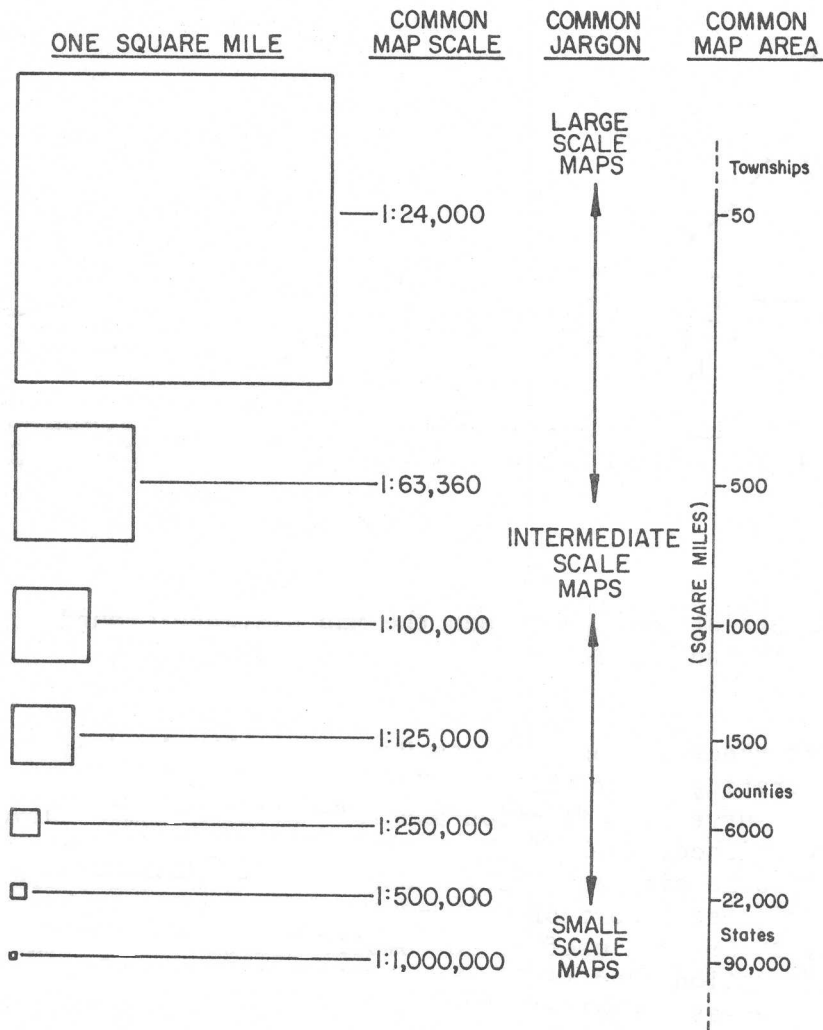 ONE SQUARE MILE
COMMON
MAP SCALE
COMMON
JARGON
COMMON
MAP AREA
LARGE
SCALE
MAPS
Townships
1:24,000
50
1:63,360
500
INTERMEDIATE
SCALE
MAPS
(SQUARE MILES)
1:100,000
1000
1:125,000
1500
Counties
1:250,000
6000
1:500,000
22,000
SMALL
SCALE
MAPS
States
1:1,000,000
90,000